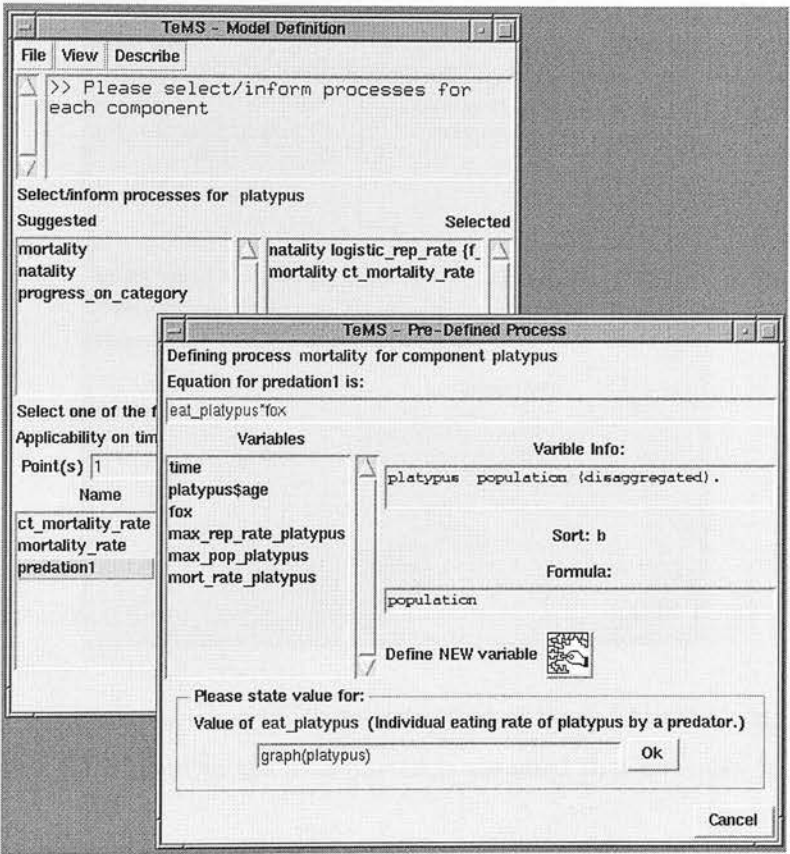 TeMS - Model Definition
File View Describe
>> Please select/inform processes for
each component
Select/inform processes for platypus
Suggested Selected
mortality
natality
progress_on_category
natality logistic_rep_rate {f_
mortality ct_mortality_rate
Select one of the f
Applicability on tim
Point(s) 1
Name
ct_mortality_rate
mortality_rate
predation1
TeMS - Pre-Defined Process
Defining process mortality for component platypus
Equation for predation1 is:
eat_platypus*fox
Variables
time
platypus$age
fox
max_rep_rate_platypus
max_pop_platypus
mort_rate_platypus
Varible Info:
platypus population (disaggregated).
Sort: b
Formula:
population
Define NEW variable
Please state value for:
Value of eat_platypus (Individual eating rate of platypus by a predator.)
graph(platypus)
Ok
Cancel